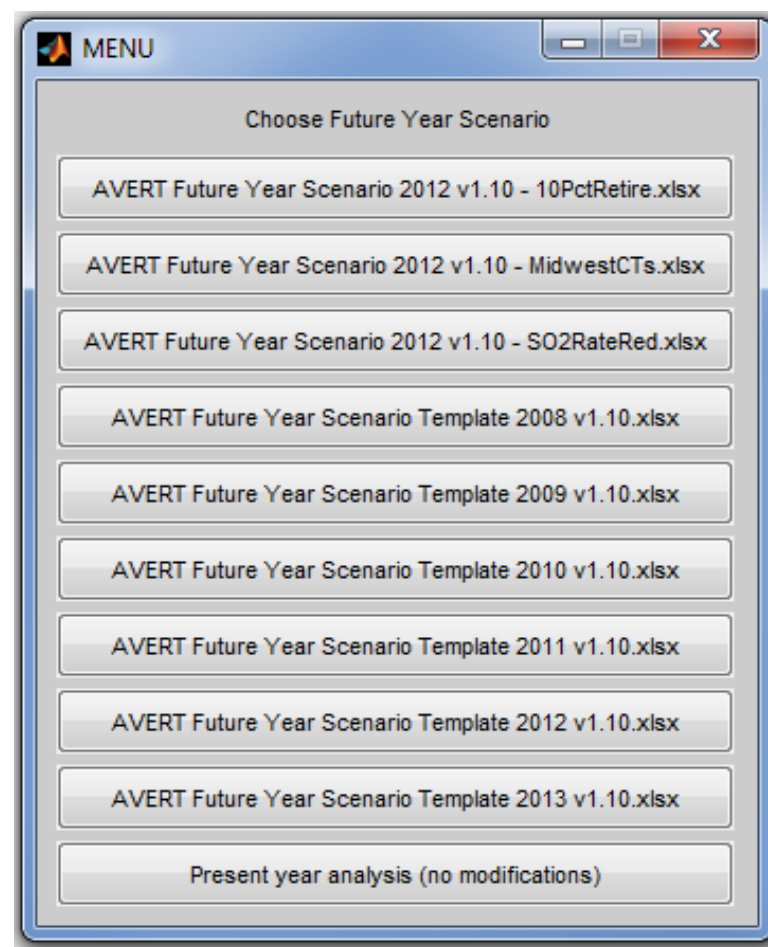 MENU
Choose Future Year Scenario
AVERT Future Year Scenario 2012 v1.10 - 10PctRetire.xlsx
AVERT Future Year Scenario 2012 v1.10 - MidwestCTs.xlsx
AVERT Future Year Scenario 2012 v1.10 - SO2RateRed.xlsx
AVERT Future Year Scenario Template 2008 v1.10.xlsx
AVERT Future Year Scenario Template 2009 v1.10.xlsx
AVERT Future Year Scenario Template 2010 v1.10.xlsx
AVERT Future Year Scenario Template 2011 v1.10.xlsx
AVERT Future Year Scenario Template 2012 v1.10.xlsx
AVERT Future Year Scenario Template 2013 v1.10.xlsx
Present year analysis (no modifications)